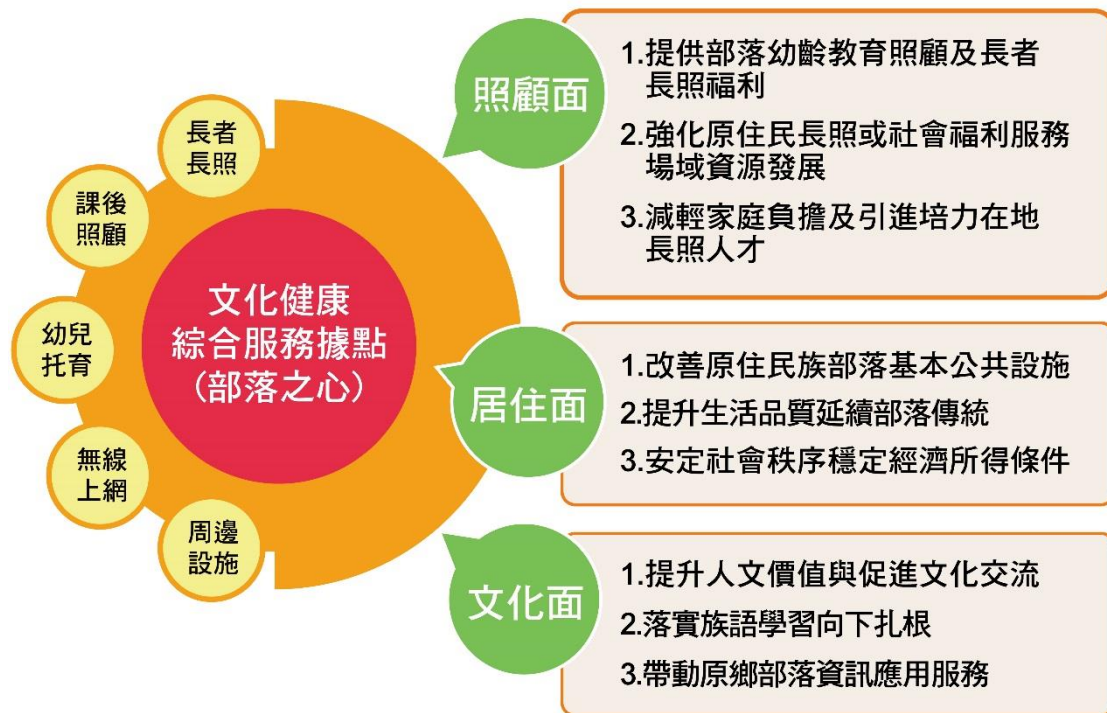 長者
長照
課後
照顧
幼兒
托育
無線
上網
周邊
設施
文化健康
綜合服務據點
(部落之心)
照顧面
1.提供部落幼齡教育照顧及長者
長照福利
2.強化原住民長照或社會福利服務
場域資源發展
3.減輕家庭負擔及引進培力在地
長照人才
居住面
1.改善原住民族部落基本公共設施
2.提升生活品質延續部落傳統
3.安定社會秩序穩定經濟所得條件
文化面
1.提升人文價值與促進文化交流
2.落實族語學習向下扎根
3.帶動原鄉部落資訊應用服務